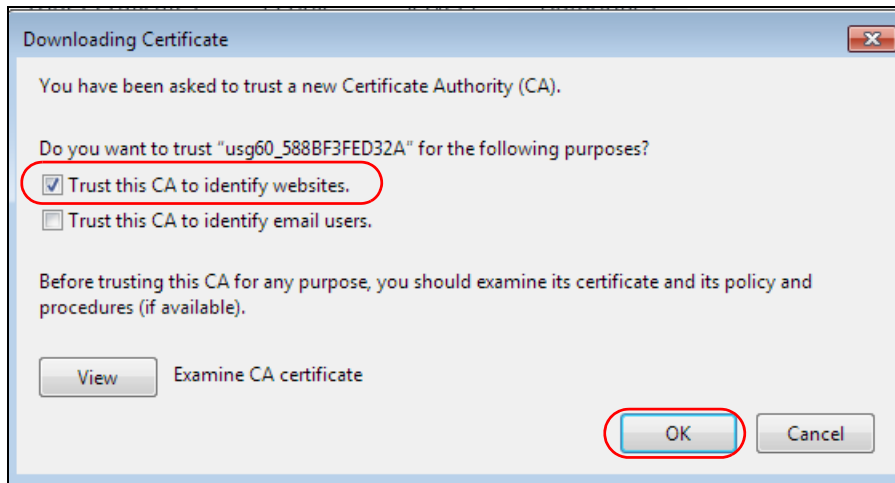 Downloading Certificate
You have been asked to trust a new Certificate Authority (CA).
Do you want to trust “usg60_588BF3FED32A” for the following purposes?
Trust this CA to identify websites.
Trust this CA to identify email users.
Before trusting this CA for any purpose, you should examine its certificate and its policy and
procedures (if available).
View Examine CA certificate
OK Cancel